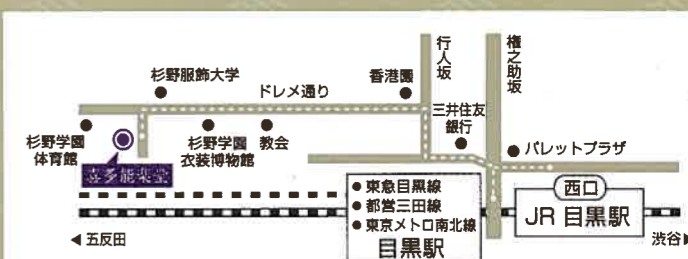 行人坂
権之助坂
杉野服飾大学
ドレメ通り
香港園
三井住友
銀行
杉野学園
体育館
杉野学園
衣装博物館
教会
パレットプラザ
喜多能楽堂
● 東急目黒線
● 都営三田線
● 東京メトロ南北線
目黒駅
西口
JR 目黒駅
◀ 五反田
渋谷 ▶